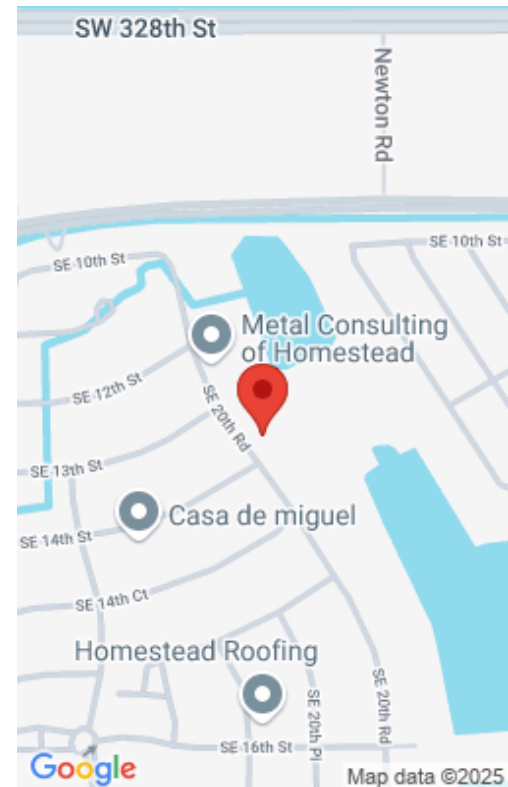 SW 328th St
Newton Rd
SE 10th St
SE 10th St
Metal Consulting
of Homestead
SE 12th St
SE 20th Rd
SE 13th St
Casa de miguel
SE 14th St
SE 14th Ct
Homestead Roofing
SE 20th Pl
SE 20th Rd
SE 16th St
Google
Map data ©2025